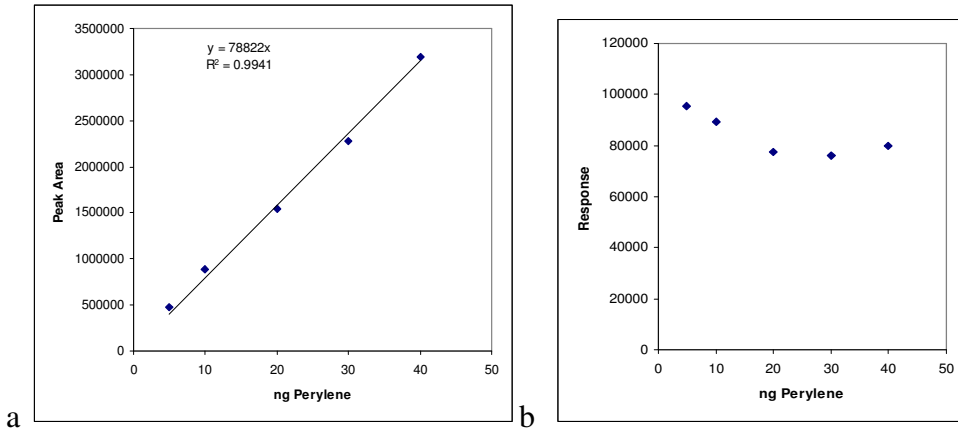 3500000
3000000
2500000
2000000
1500000
1000000
500000
0
Peak Area
y = 78822x
R² = 0.9941
0 10 20 30 40 50
ng Perylene
a
120000
100000
80000
60000
40000
20000
0
Response
0 10 20 30 40 50
ng Perylene
b